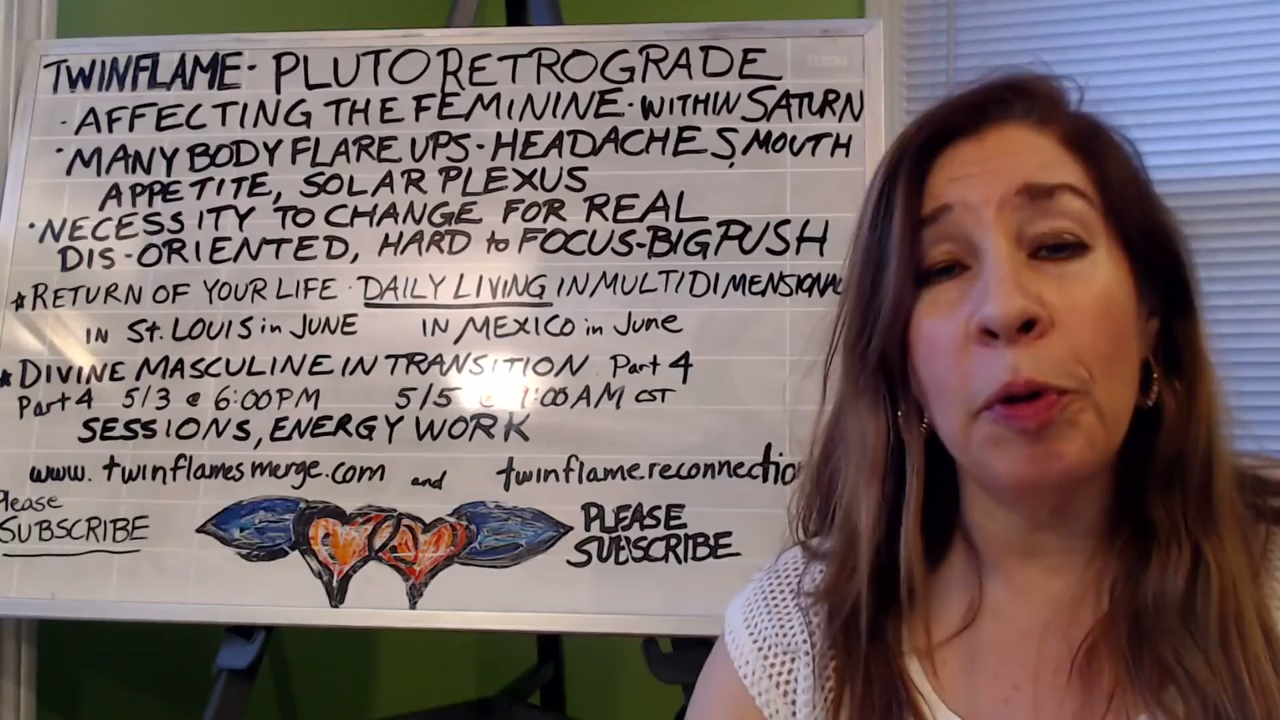 TWINFLAME· PLUTO RETROGRADE
· AFFECTING THE FEMININE · WITHIN SATURN
· MANY BODY FLARE UPS - HEADACHES, MOUTH
APPETITE, SOLAR PLEXUS
· NECESSITY TO CHANGE FOR REAL
DIS-ORIENTED, HARD to FOCUS-BIG PUSH
* RETURN OF YOUR LIFE · DAILY LIVING IN MULTIDIMENSIONAL
IN St. LOUIS in JUNE IN MEXICO in June
* DIVINE MASCULINE IN TRANSITION Part 4
Part 4 5/3 @ 6:00PM 5/5 @ :00AM CST
SESSIONS, ENERGY WORK
www.twinflamesmerge.com and twinflamereconnectio
Please
SUBSCRIBE
PLEASE
SUBSCRIBE